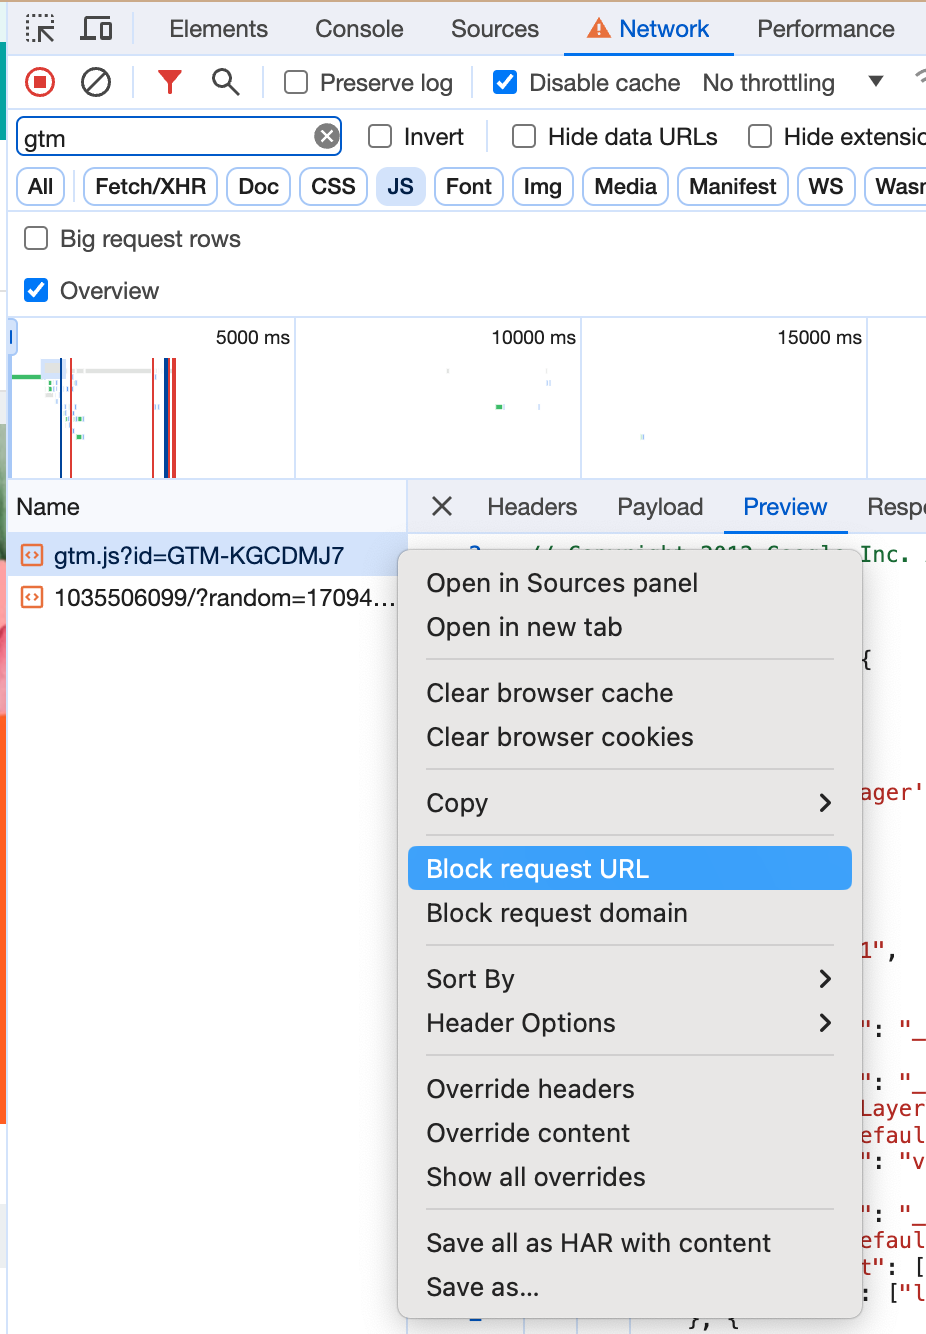 Elements Console Sources Network Performance
Preserve log Disable cache No throttling
gtm Invert Hide data URLs Hide extensio
All Fetch/XHR Doc CSS JS Font Img Media Manifest WS Wasm
Big request rows
Overview
5000 ms 10000 ms 15000 ms
Name Headers Payload Preview Resp
gtm.js?id=GTM-KGCDMJ7
1035506099/?random=17094...
Inc.
Open in Sources panel
Open in new tab
{
Clear browser cache
Clear browser cookies
ager'
Copy
Block request URL
Block request domain
1",
Sort By
Header Options
": "_
Override headers
": "_
Layer
Override content
efaul
": "v
Show all overrides
": "_
Save all as HAR with content
efaul
t": [
Save as...
: ["l
}, {